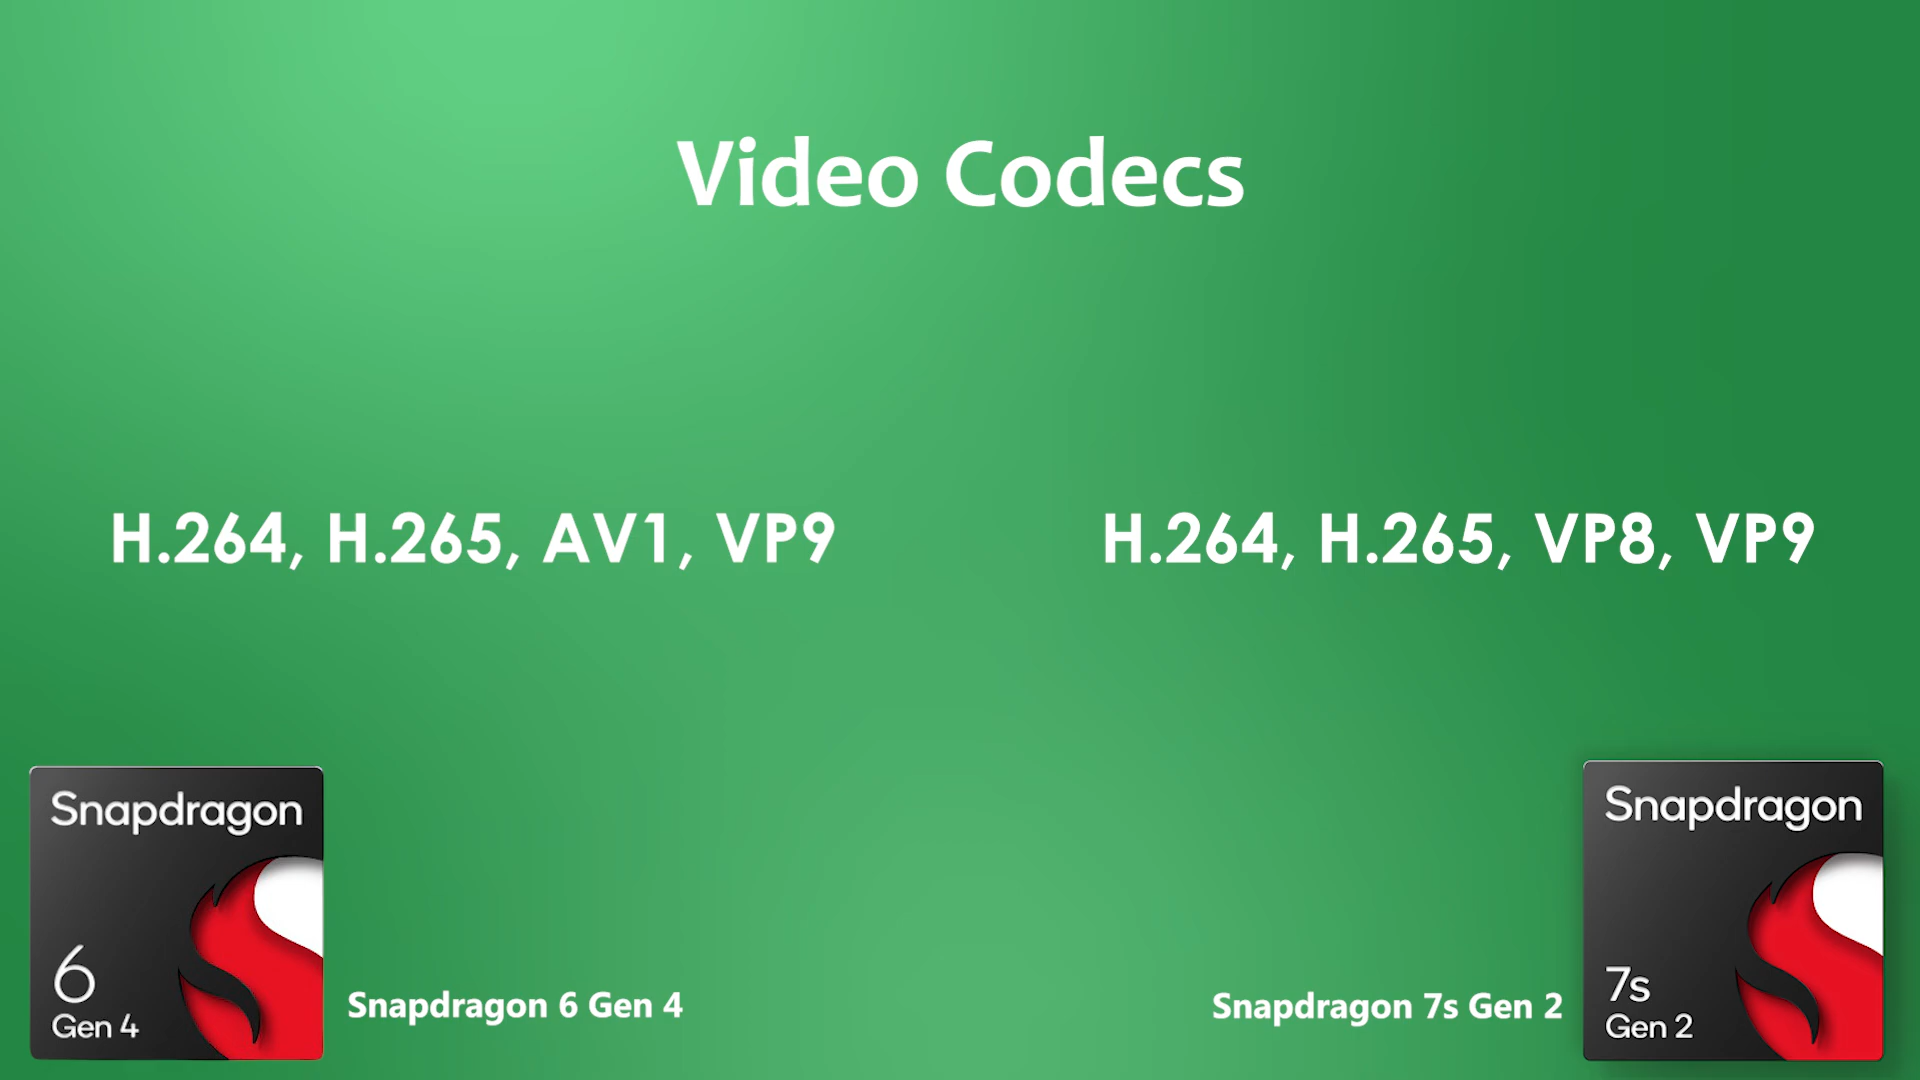 Video Codecs
H.264, H.265, AV1, VP9
H.264, H.265, VP8, VP9
Snapdragon
6
Gen 4
Snapdragon 6 Gen 4
Snapdragon 7s Gen 2
Snapdragon
7s
Gen 2